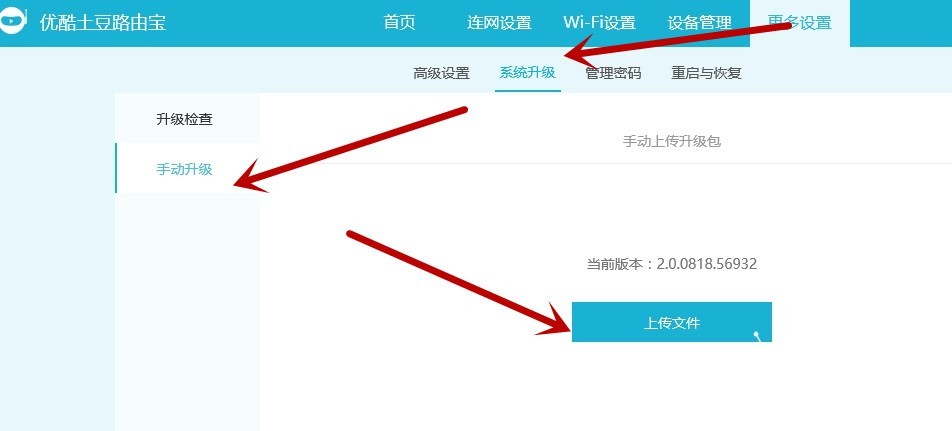 优酷土豆路由宝 首页 连网设置 Wi-Fi设置 设备管理 更多设置
高级设置 系统升级 管理密码 重启与恢复
升级检查
手动升级
手动上传升级包
当前版本：2.0.0818.56932
上传文件